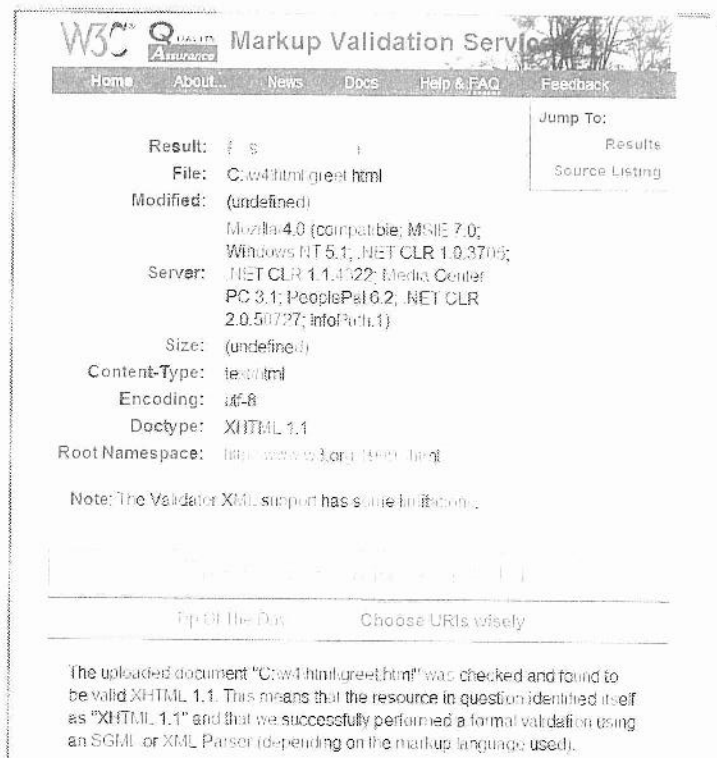 W3C® QUALITY Assurance Markup Validation Service
Home About... News Docs Help & FAQ Feedback
Jump To:
Results
Source Listing
Result:
File: C:\w4\html\greet.html
Modified: (undefined)
Server: Mozilla/4.0 (compatible; MSIE 7.0;
Windows NT 5.1; .NET CLR 1.0.3705;
.NET CLR 1.1.4322; Media Center
PC 3.1; PeoplePal 6.2; .NET CLR
2.0.50727; InfoPath.1)
Size: (undefined)
Content-Type: text/html
Encoding: utf-8
Doctype: XHTML 1.1
Root Namespace: http://www.w3.org/1999/xhtml
Note: The Validator XML support has some limitations.
Tip Of The Day Choose URIs wisely
The uploaded document "C:\w4\html\greet.html" was checked and found to
be valid XHTML 1.1. This means that the resource in question identified itself
as "XHTML 1.1" and that we successfully performed a formal validation using
an SGML or XML Parser (depending on the markup language used).